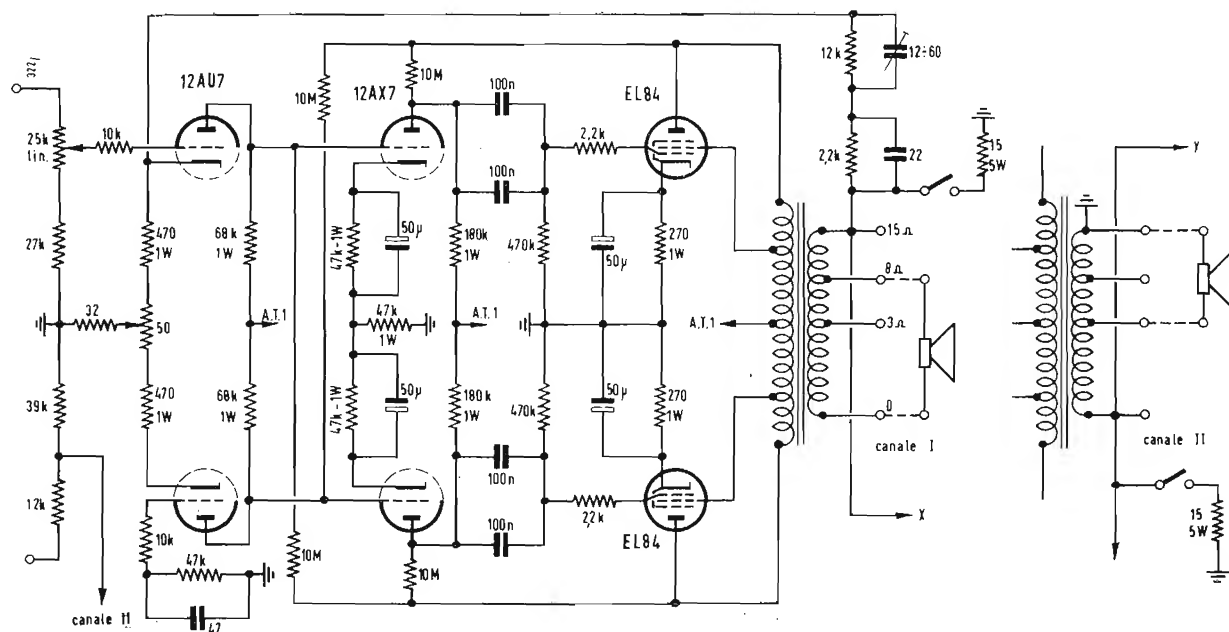 322j
25k
lin.
10k
12AU7
27k
470
1W
68k
1W
32
50
A.T.1
39k
470
1W
68k
1W
12k
10k
47k
47
canale II
10M
12AX7
10M
47k-1W
50µ
47k
1W
47k-1W
50µ
10M
10M
100n
100n
180k
1W
A.T.1
180k
1W
100n
100n
470k
470k
2,2k
EL84
50µ
270
1W
50µ
270
1W
2,2k
EL84
A.T.1
12k
12÷60
2,2k
22
15
5W
15Ω
8Ω
3Ω
0
canale I
X
y
canale II
15
5W